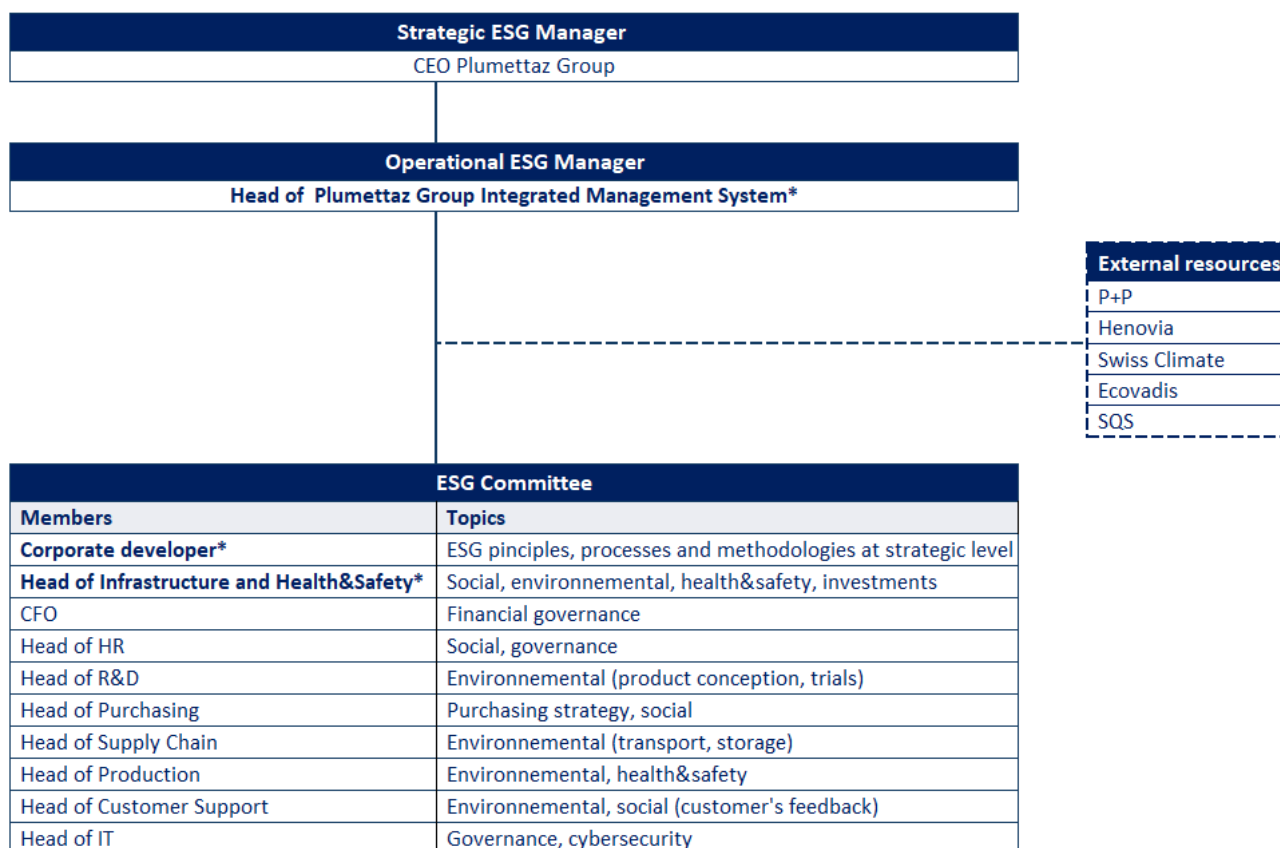 Strategic ESG Manager
CEO Plumettaz Group
Operational ESG Manager
Head of Plumettaz Group Integrated Management System*
External resources
P+P
Henovia
Swiss Climate
Ecovadis
SQS
ESG Committee
Members Topics
Corporate developer* ESG pinciples, processes and methodologies at strategic level
Head of Infrastructure and Health&Safety* Social, environnemental, health&safety, investments
CFO Financial governance
Head of HR Social, governance
Head of R&D Environnemental (product conception, trials)
Head of Purchasing Purchasing strategy, social
Head of Supply Chain Environnemental (transport, storage)
Head of Production Environnemental, health&safety
Head of Customer Support Environnemental, social (customer's feedback)
Head of IT Governance, cybersecurity